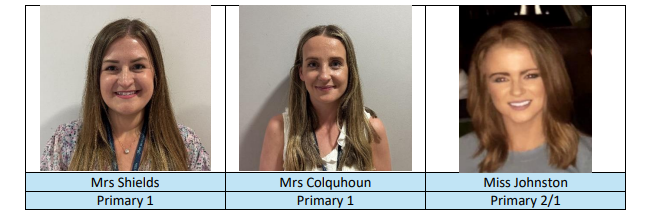 Mrs Shields
Mrs Colquhoun
Miss Johnston
Primary 1
Primary 1
Primary 2/1